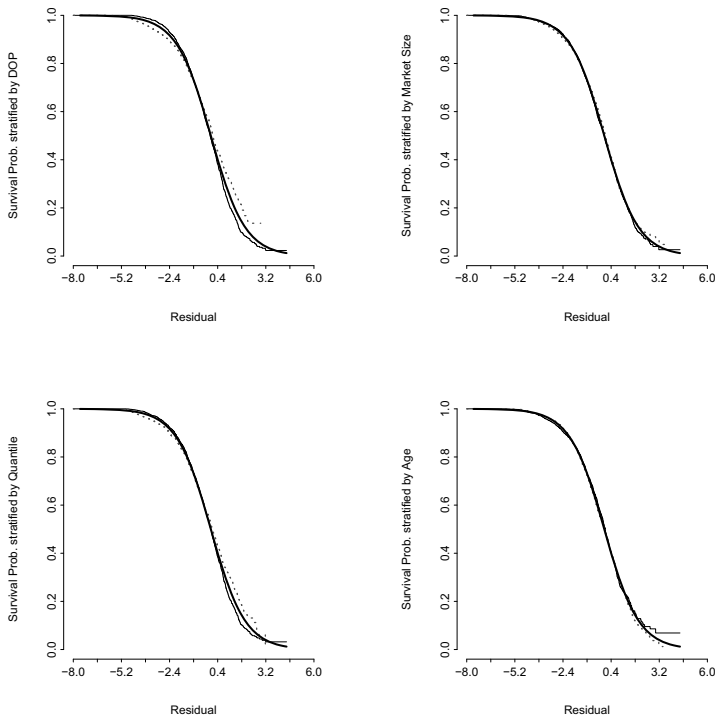 Survival Prob. stratified by DOP
1.0
0.8
0.6
0.4
0.2
0.0
-8.0 -5.2 -2.4 0.4 3.2 6.0
Residual
Survival Prob. stratified by Market Size
1.0
0.8
0.6
0.4
0.2
0.0
-8.0 -5.2 -2.4 0.4 3.2 6.0
Residual
Survival Prob. stratified by Quantile
1.0
0.8
0.6
0.4
0.2
0.0
-8.0 -5.2 -2.4 0.4 3.2 6.0
Residual
Survival Prob. stratified by Age
1.0
0.8
0.6
0.4
0.2
0.0
-8.0 -5.2 -2.4 0.4 3.2 6.0
Residual